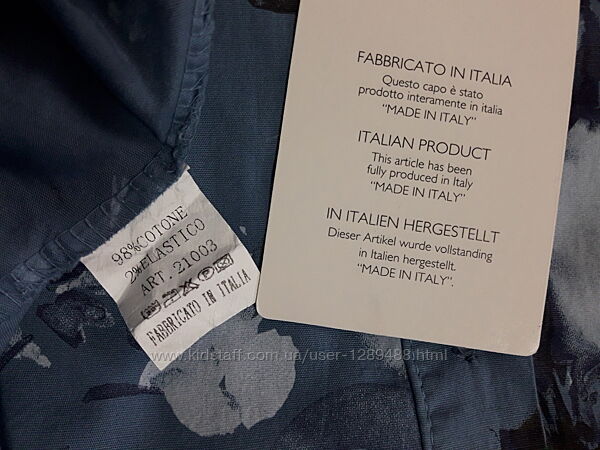 FABBRICATO IN ITALIA
Questo capo è stato
prodotto interamente in italia
“MADE IN ITALY”
ITALIAN PRODUCT
This article has been
fully produced in Italy
“MADE IN ITALY”
IN ITALIEN HERGESTELLT
Dieser Artikel wurde vollstandig
in Italien hergestellt.
“MADE IN ITALY”.
98%COTONE
2%ELASTICO
ART. 21003
FABBRICATO IN ITALIA
www.kidstaff.com.ua/user-1289488.html